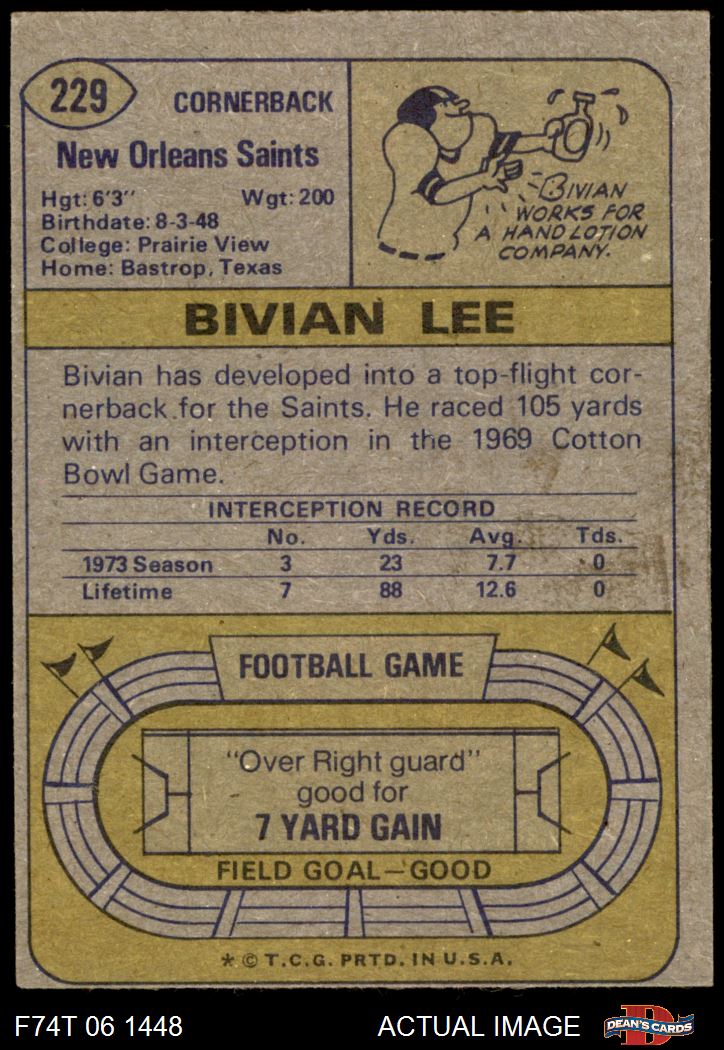 229
CORNERBACK
New Orleans Saints
Hgt: 6'3" Wgt: 200
Birthdate: 8-3-48
College: Prairie View
Home: Bastrop, Texas
BIVIAN
WORKS FOR
A HAND LOTION
COMPANY.
BIVIAN LEE
Bivian has developed into a top-flight cor-
nerback for the Saints. He raced 105 yards
with an interception in the 1969 Cotton
Bowl Game.
INTERCEPTION RECORD
No. Yds. Avg. Tds.
1973 Season 3 23 7.7 0
Lifetime 7 88 12.6 0
FOOTBALL GAME
"Over Right guard"
good for
7 YARD GAIN
FIELD GOAL—GOOD
* © T.C.G. PRTD. IN U.S.A.
F74T 06 1448 ACTUAL IMAGE DEAN'S CARDS